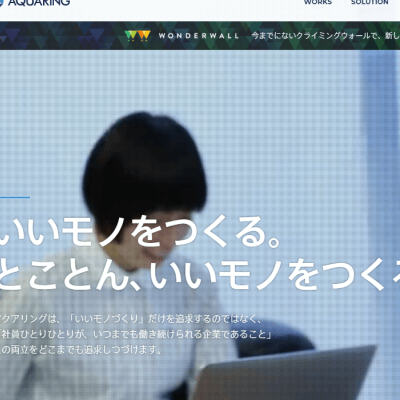 AQUARING
WORKS SOLUTION
WONDERWALL 今までにないクライミングウォールで、新し
いいモノをつくる。
とことん、いいモノをつくる
クアリングは、「いいモノづくり」だけを追求するのではなく、
「社員ひとりひとりが、いつまでも働き続けられる企業であること」
の両立をどこまでも追求しつづけます。